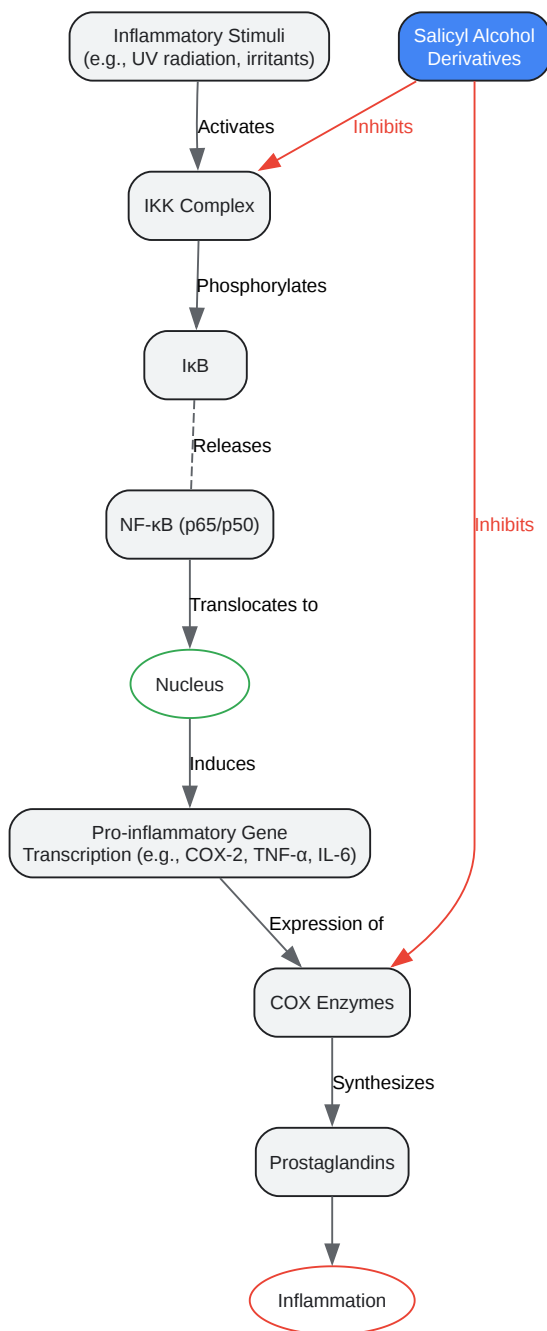 Inflammatory Stimuli
(e.g., UV radiation, irritants)
Salicyl Alcohol
Derivatives
Activates
Inhibits
IKK Complex
Phosphorylates
IκB
Releases
NF-κB (p65/p50)
Inhibits
Translocates to
Nucleus
Induces
Pro-inflammatory Gene
Transcription (e.g., COX-2, TNF-α, IL-6)
Expression of
COX Enzymes
Synthesizes
Prostaglandins
Inflammation